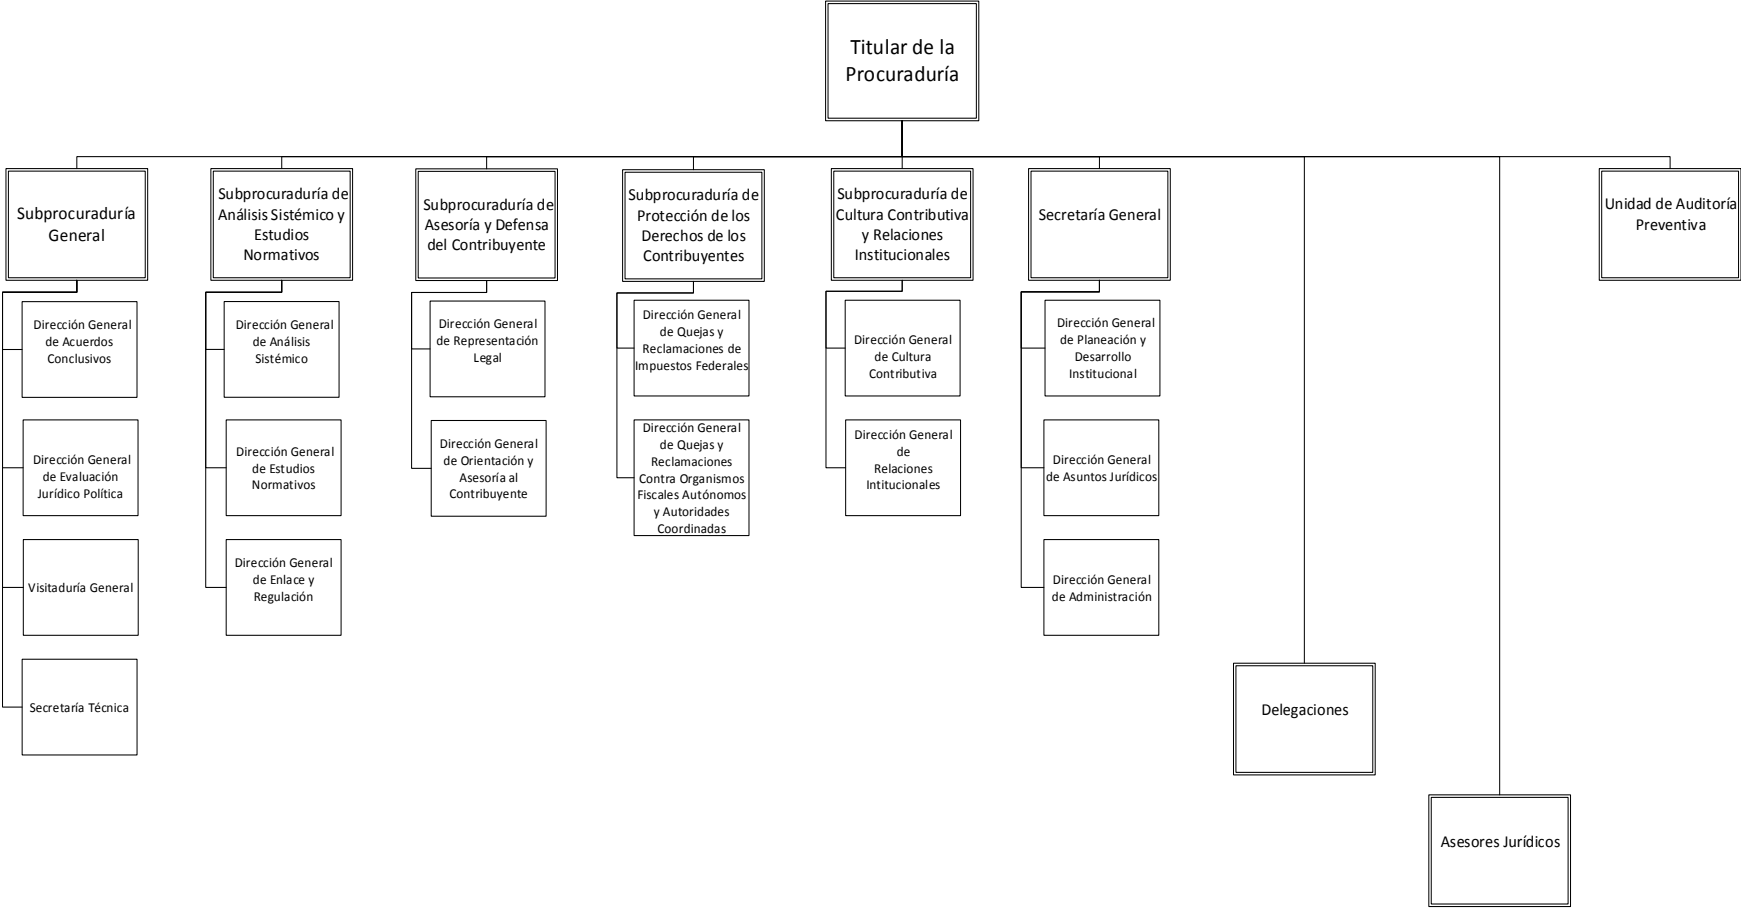 Titular de la
Procuraduría
Subprocuraduría
General
Subprocuraduría de
Análisis Sistémico y
Estudios
Normativos
Subprocuraduría de
Asesoría y Defensa
del Contribuyente
Subprocuraduría de
Protección de los
Derechos de los
Contribuyentes
Subprocuraduría de
Cultura Contributiva
y Relaciones
Institucionales
Secretaría General
Unidad de Auditoría
Preventiva
Dirección General
de Acuerdos
Conclusivos
Dirección General
de Evaluación
Jurídico Política
Visitaduría General
Secretaría Técnica
Dirección General
de Análisis
Sistémico
Dirección General
de Estudios
Normativos
Dirección General
de Enlace y
Regulación
Dirección General
de Representación
Legal
Dirección General
de Orientación y
Asesoría al
Contribuyente
Dirección General
de Quejas y
Reclamaciones de
Impuestos Federales
Dirección General
de Quejas y
Reclamaciones
Contra Organismos
Fiscales Autónomos
y Autoridades
Coordinadas
Dirección General
de Cultura
Contributiva
Dirección General
de
Relaciones
Intitucionales
Dirección General
de Planeación y
Desarrollo
Institucional
Dirección General
de Asuntos Jurídicos
Dirección General
de Administración
Delegaciones
Asesores Jurídicos